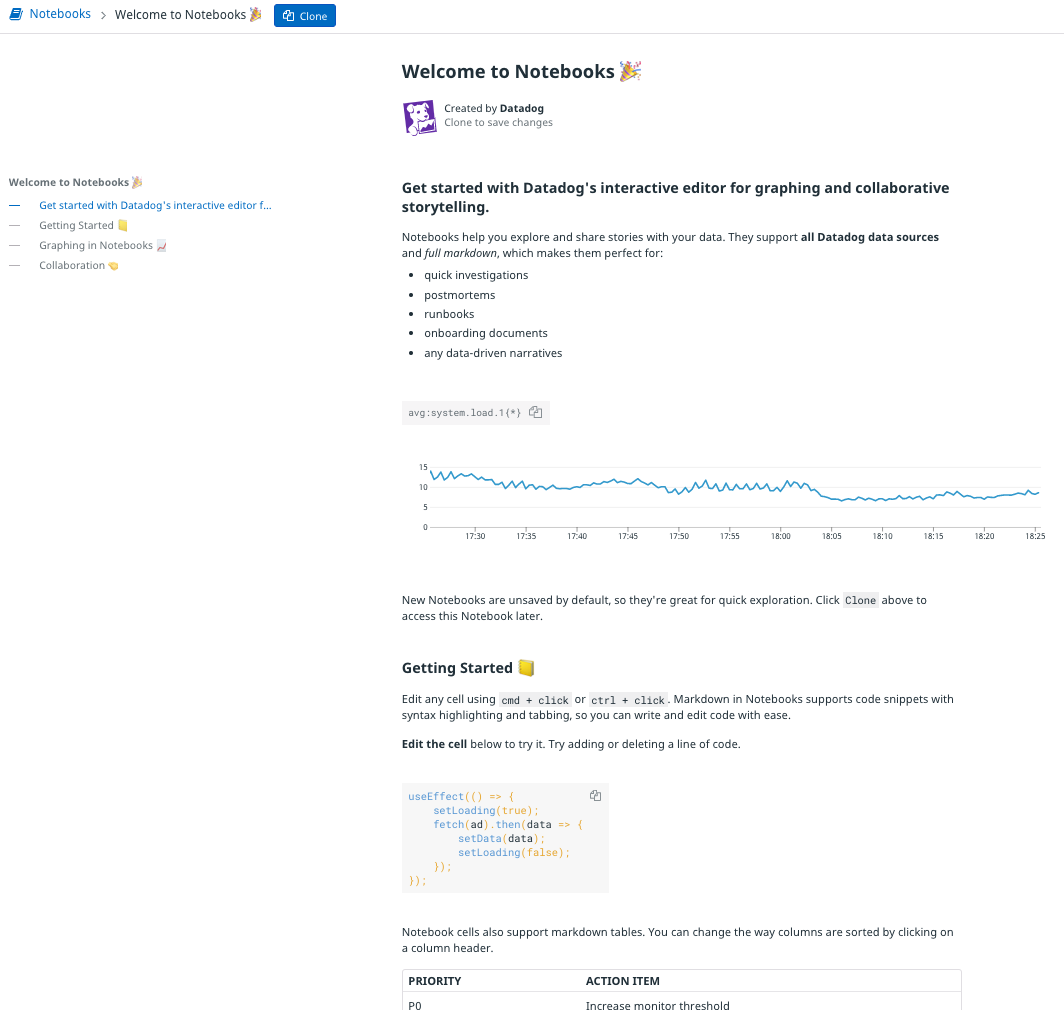 Notebooks
Welcome to Notebooks 🎉
Clone
Welcome to Notebooks 🎉
Created by Datadog
Clone to save changes
Welcome to Notebooks 🎉
Get started with Datadog's interactive editor f...
Getting Started 📒
Graphing in Notebooks 📈
Collaboration 🤏
Get started with Datadog's interactive editor for graphing and collaborative
storytelling.
Notebooks help you explore and share stories with your data. They support all Datadog data sources
and full markdown, which makes them perfect for:
• quick investigations
• postmortems
• runbooks
• onboarding documents
• any data-driven narratives
avg:system.load.1{*}
15
10
5
0
17:30 17:35 17:40 17:45 17:50 17:55 18:00 18:05 18:10 18:15 18:20 18:25
New Notebooks are unsaved by default, so they're great for quick exploration. Click Clone above to
access this Notebook later.
Getting Started 📒
Edit any cell using cmd + click or ctrl + click. Markdown in Notebooks supports code snippets with
syntax highlighting and tabbing, so you can write and edit code with ease.
Edit the cell below to try it. Try adding or deleting a line of code.
useEffect(() => {
    setLoading(true);
    fetch(ad).then(data => {
        setData(data);
        setLoading(false);
    });
});
Notebook cells also support markdown tables. You can change the way columns are sorted by clicking on
a column header.
PRIORITY ACTION ITEM
P0 Increase monitor threshold